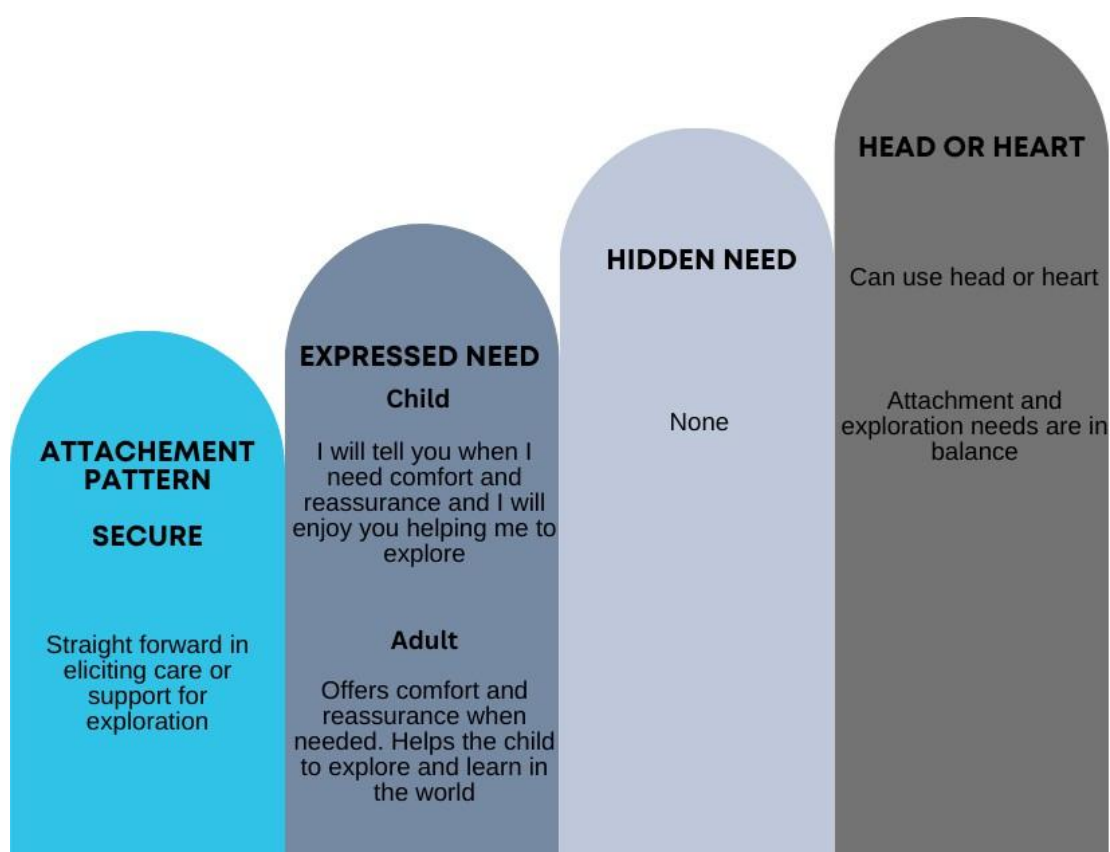 ATTACHEMENT
PATTERN
SECURE
Straight forward in
eliciting care or
support for
exploration
EXPRESSED NEED
Child
I will tell you when I
need comfort and
reassurance and I will
enjoy you helping me to
explore
Adult
Offers comfort and
reassurance when
needed. Helps the child
to explore and learn in
the world
HIDDEN NEED
None
HEAD OR HEART
Can use head or heart
Attachment and
exploration needs are in
balance